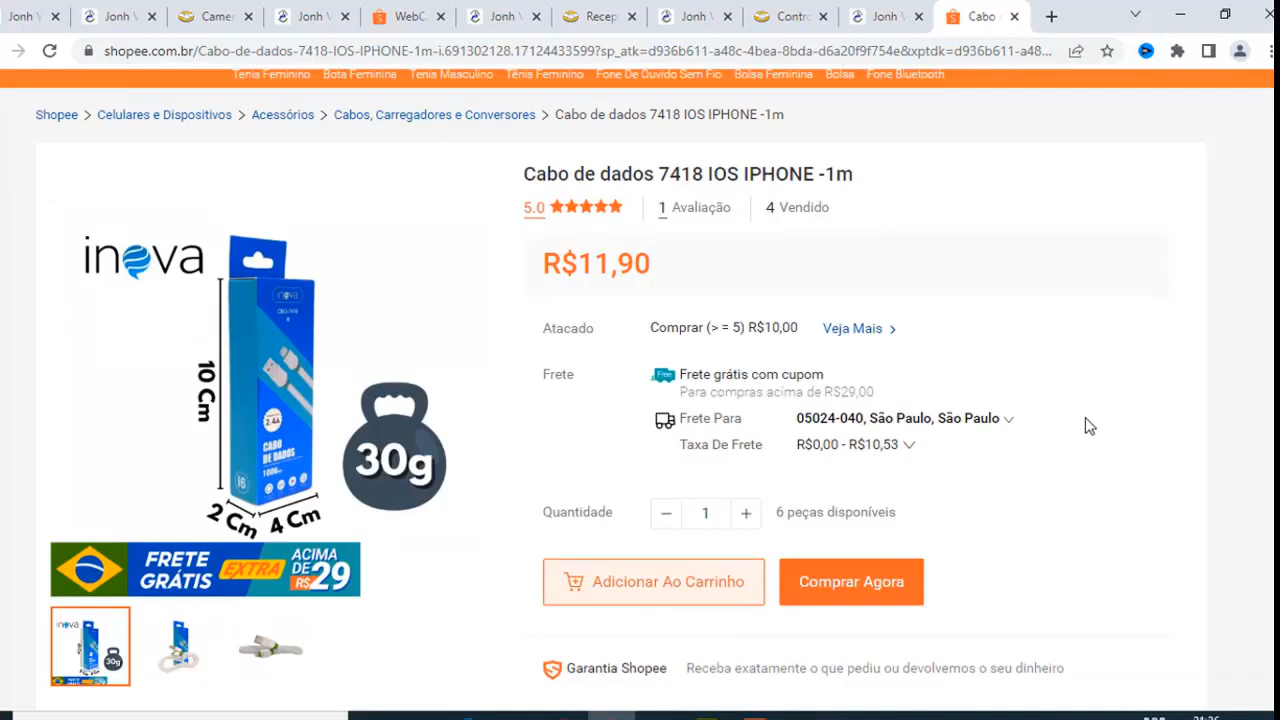 Jonh V
Jonh V
Came
Jonh V
WebC
Jonh V
Recep
Jonh V
Contro
Jonh V
Cabo
shopee.com.br/Cabo-de-dados-7418-IOS-IPHONE-1m-i.691302128.17124433599?sp_atk=d936b611-a48c-4bea-8bda-d6a20f9f754e&xptdk=d936b611-a48...
Tenis Feminino Bota Feminina Tenis Masculino Tênis Feminino Fone De Ouvido Sem Fio Bolsa Feminina Bolsa Fone Bluetooth
Shopee > Celulares e Dispositivos > Acessórios > Cabos, Carregadores e Conversores > Cabo de dados 7418 IOS IPHONE -1m
Cabo de dados 7418 IOS IPHONE -1m
5.0 1 Avaliação 4 Vendido
R$11,90
Atacado Comprar (> = 5) R$10,00 Veja Mais >
Frete Frete grátis com cupom
Para compras acima de R$29,00
Frete Para 05024-040, São Paulo, São Paulo
Taxa De Frete R$0,00 - R$10,53
Quantidade − 1 + 6 peças disponíveis
Adicionar Ao Carrinho Comprar Agora
Garantia Shopee Receba exatamente o que pediu ou devolvemos o seu dinheiro
inova
inova
2.4A
CABO
DE DADOS
I6
10 Cm
2 Cm 4 Cm
30g
FRETE
GRÁTIS EXTRA ACIMA
DE R$ 29
inova
30g